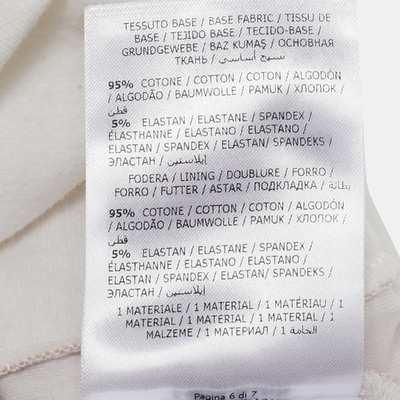 TESSUTO BASE / BASE FABRIC / TISSU DE
BASE / TEJIDO BASE / TECIDO-BASE /
GRUNDGEWEBE / BAZ KUMAŞ / ОСНОВНАЯ
ТКАНЬ / نسيج أساسي /
95% COTONE / COTTON / COTON / ALGODÓN
/ ALGODÃO / BAUMWOLLE / PAMUK / ХЛОПОК /
قطن
5% ELASTAN / ELASTANE / SPANDEX /
ÉLASTHANNE / ELASTANO / ELASTANO /
ELASTAN / SPANDEX / ELASTAN/ SPANDEKS /
ЭЛАСТАН / إيلاستين /
FODERA / LINING / DOUBLURE / FORRO /
FORRO / FUTTER / ASTAR / ПОДКЛАДКА / بطانة /
95% COTONE / COTTON / COTON / ALGODÓN
/ ALGODÃO / BAUMWOLLE / PAMUK / ХЛОПОК /
قطن
5% ELASTAN / ELASTANE / SPANDEX /
ÉLASTHANNE / ELASTANO / ELASTANO /
ELASTAN / SPANDEX / ELASTAN/ SPANDEKS /
ЭЛАСТАН / إيلاستين /
1 MATERIALE / 1 MATERIAL / 1 MATÉRIAU / 1
MATERIAL / 1 MATERIAL / 1 MATERIAL / 1
MALZEME / 1 МАТЕРИАЛ / 1 الخامة /
Pagina 6 di 7